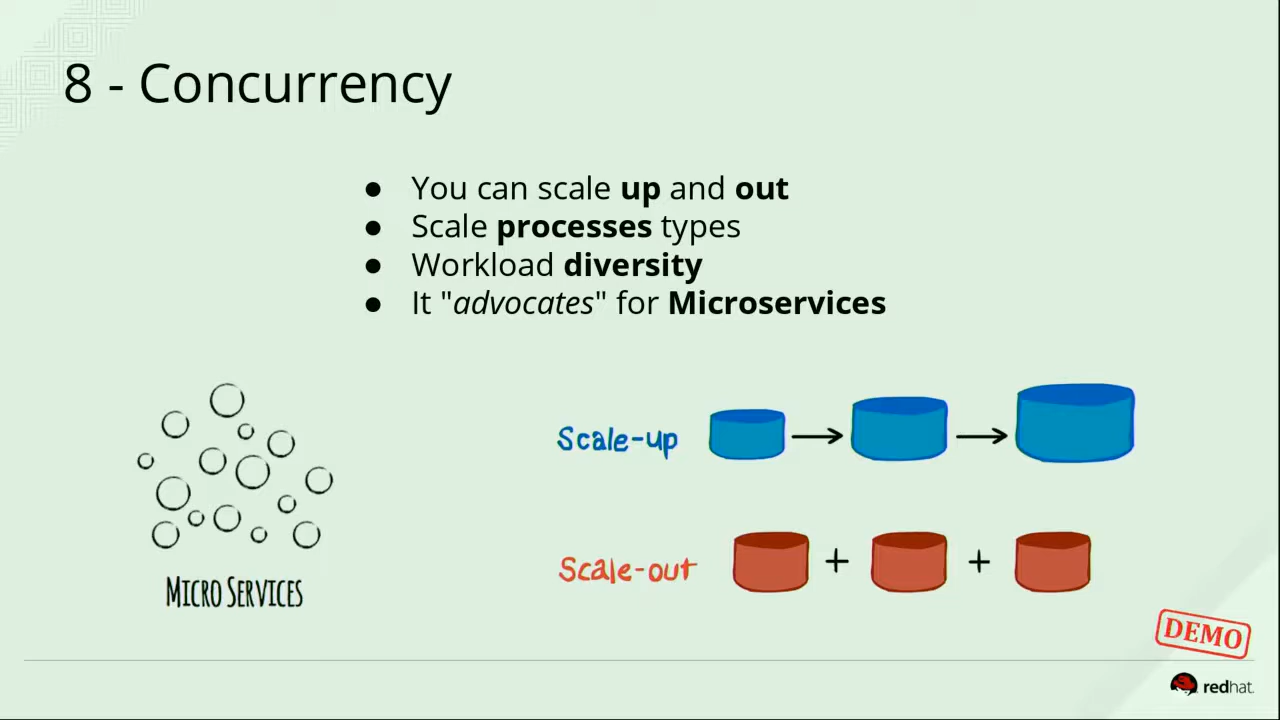 8 - Concurrency
● You can scale up and out
● Scale processes types
● Workload diversity
● It "advocates" for Microservices
Scale-up
Scale-out
MICRO SERVICES
DEMO
redhat.